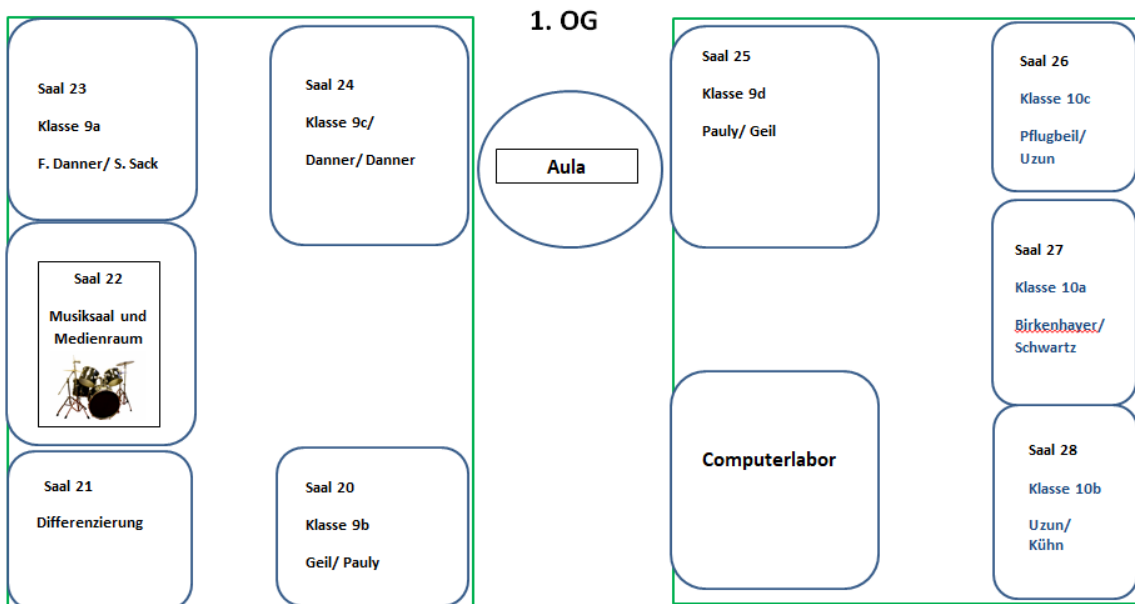 1. OG
Saal 23
Klasse 9a
F. Danner/ S. Sack
Saal 24
Klasse 9c/
Danner/ Danner
Aula
Saal 25
Klasse 9d
Pauly/ Geil
Saal 26
Klasse 10c
Pflugbeil/
Uzun
Saal 22
Musiksaal und
Medienraum
Saal 27
Klasse 10a
Birkenhayer/
Schwartz
Saal 21
Differenzierung
Saal 20
Klasse 9b
Geil/ Pauly
Computerlabor
Saal 28
Klasse 10b
Uzun/
Kühn